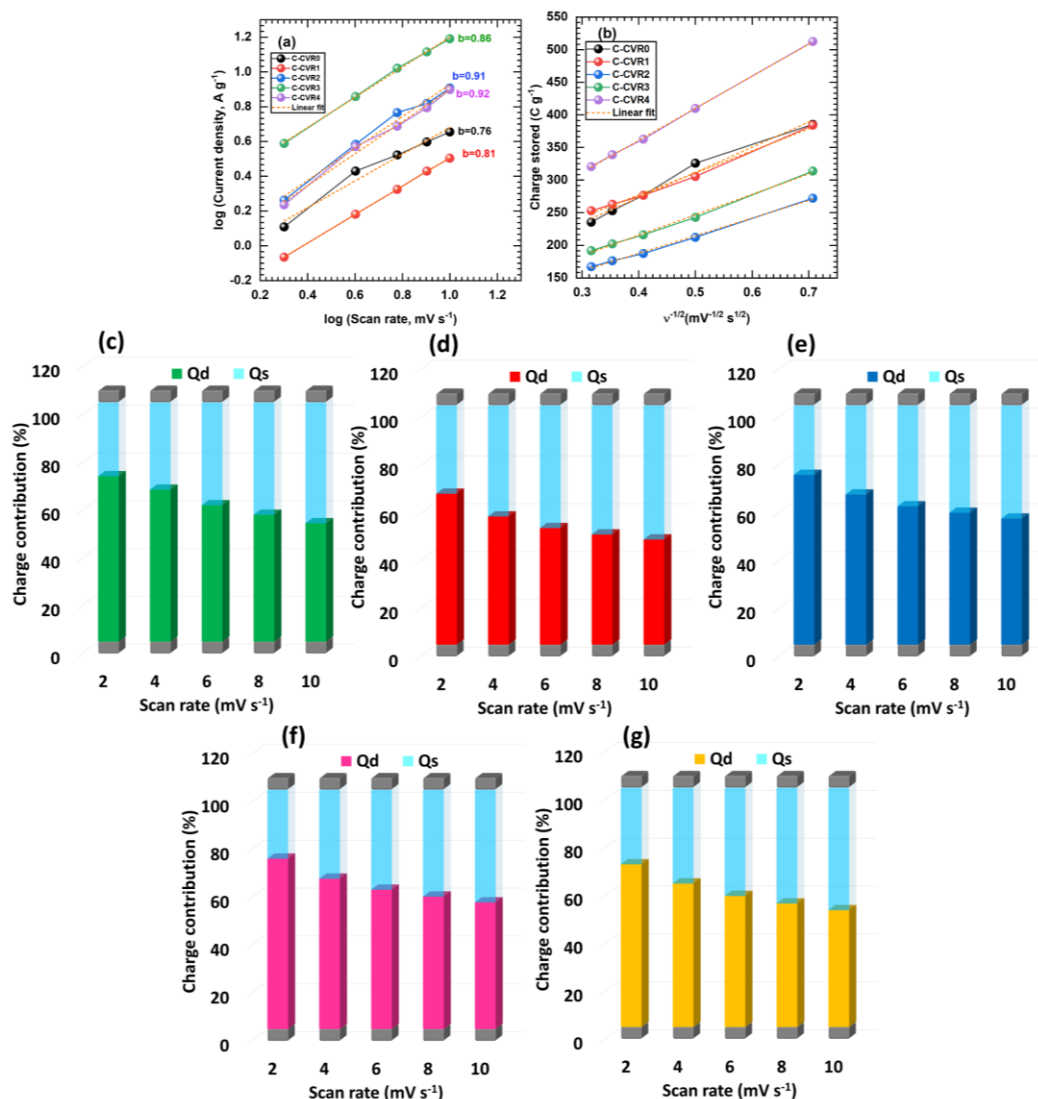 (a)
C-CVR0
C-CVR1
C-CVR2
C-CVR3
C-CVR4
Linear fit
b=0.86
b=0.91
b=0.92
b=0.76
b=0.81
1.2
1.0
0.8
0.6
0.4
0.2
0.0
-0.2
log (Current density, A g⁻¹)
0.2 0.4 0.6 0.8 1.0 1.2
log (Scan rate, mV s⁻¹)
(b)
C-CVR0
C-CVR1
C-CVR2
C-CVR3
C-CVR4
Linear fit
550
500
450
400
350
300
250
200
150
Charge stored (C g⁻¹)
0.3 0.4 0.5 0.6 0.7
ν⁻¹/²(mV⁻¹/² s¹/²)
(c)
Qd Qs
120
100
80
60
40
20
0
Charge contribution (%)
2 4 6 8 10
Scan rate (mV s⁻¹)
(d)
Qd Qs
120
100
80
60
40
20
0
Charge contribution (%)
2 4 6 8 10
Scan rate (mV s⁻¹)
(e)
Qd Qs
120
100
80
60
40
20
0
Charge contribution (%)
2 4 6 8 10
Scan rate (mV s⁻¹)
(f)
Qd Qs
120
100
80
60
40
20
0
Charge contribution (%)
2 4 6 8 10
Scan rate (mV s⁻¹)
(g)
Qd Qs
120
100
80
60
40
20
0
Charge contribution (%)
2 4 6 8 10
Scan rate (mV s⁻¹)